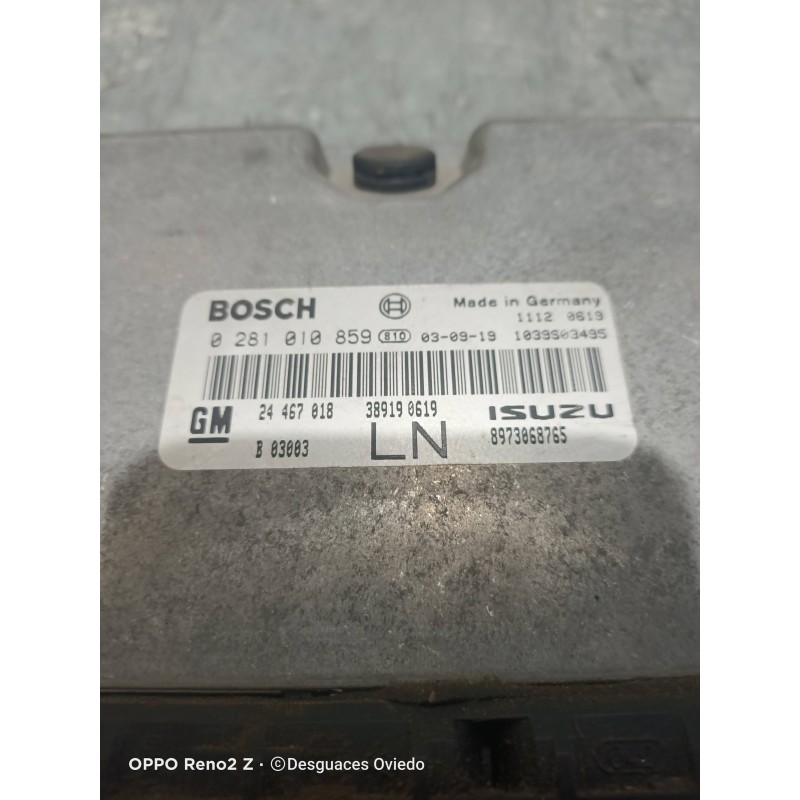 BOSCH Made in Germany
1112 0619
0 281 010 859 810 03-09-19 1039S03495
GM 24 467 018 38919 0619 ISUZU
B 03003 LN 8973068765
OPPO Reno2 Z · ©Desguaces Oviedo